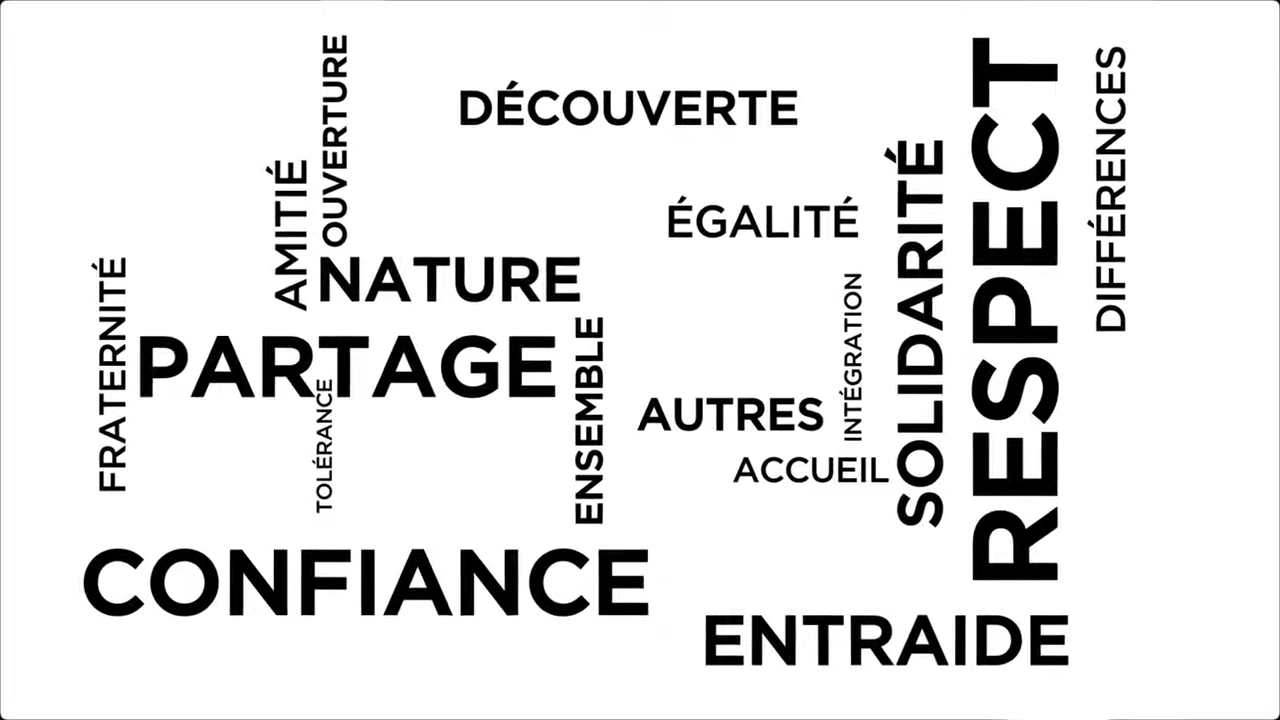 OUVERTURE
DÉCOUVERTE
RESPECT
DIFFÉRENCES
SOLIDARITÉ
AMITIÉ
ÉGALITÉ
NATURE
FRATERNITÉ
INTÉGRATION
PARTAGE
ENSEMBLE
TOLÉRANCE
AUTRES
ACCUEIL
CONFIANCE
ENTRAIDE